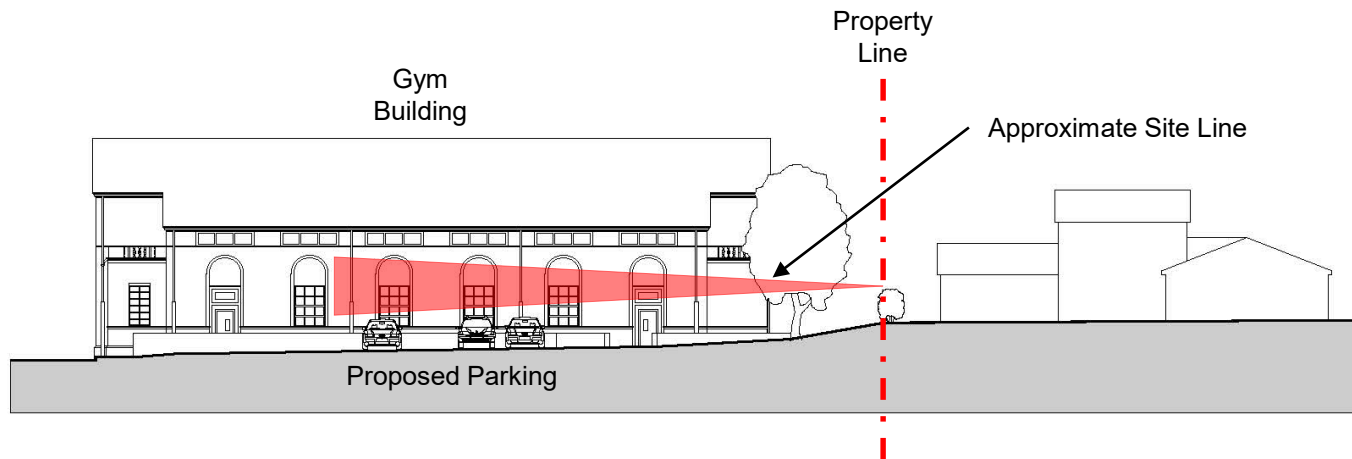 Property
Line
Gym
Building
Approximate Site Line
Proposed Parking